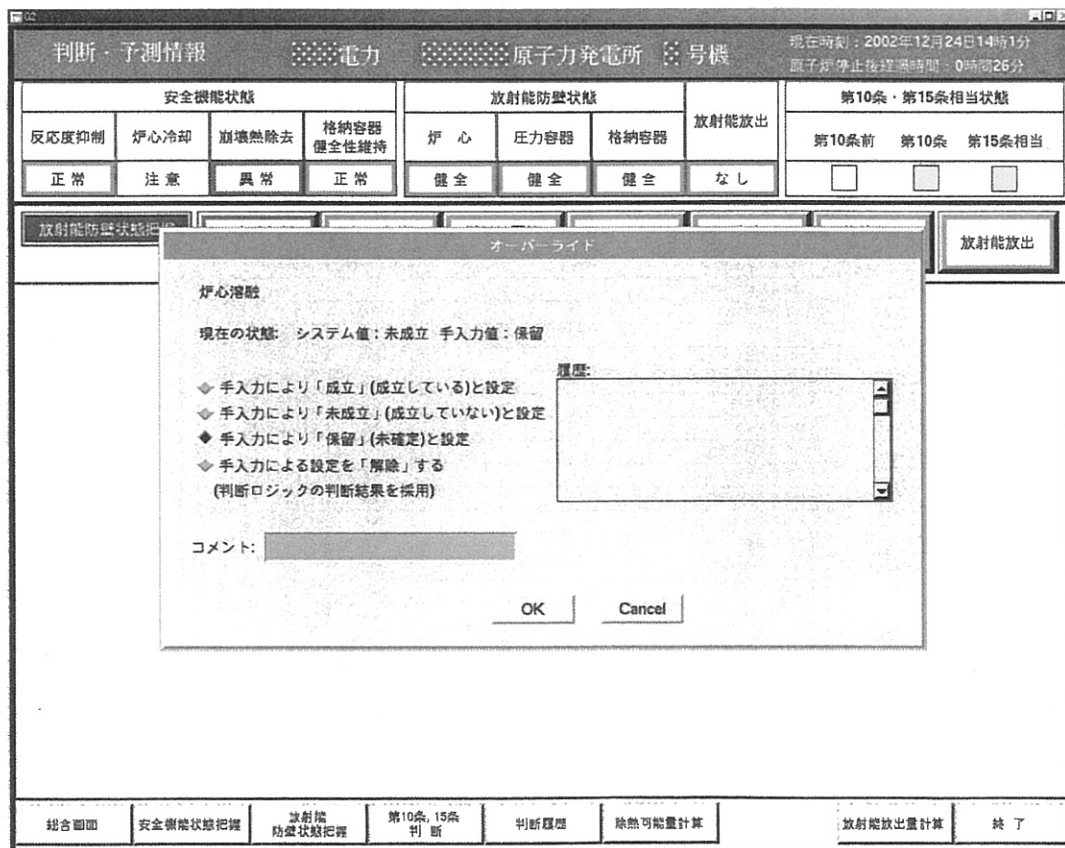 02
判断・予測情報 電力 原子力発電所 号機
現在時刻：2002年12月24日14時1分
原子炉停止後経過時間：0時間26分
安全機能状態
反応度抑制 炉心冷却 崩壊熱除去 格納容器
健全性維持
正常 注意 異常 正常
放射能防壁状態
炉心 圧力容器 格納容器
健全 健全 健全
放射能放出
なし
第10条・第15条相当状態
第10条前 第10条 第15条相当
放射能防壁状態把握
放射能放出
オーバーライド
炉心溶融
現在の状態: システム値：未成立 手入力値：保留
手入力により「成立」(成立している)と設定
手入力により「未成立」(成立していない)と設定
手入力により「保留」(未確定)と設定
手入力による設定を「解除」する
(判断ロジックの判断結果を採用)
履歴:
コメント:
OK Cancel
総合画面 安全機能状態把握 放射能
防壁状態把握 第10条, 15条
判断 判断履歴 除熱可能量計算 放射能放出量計算 終了